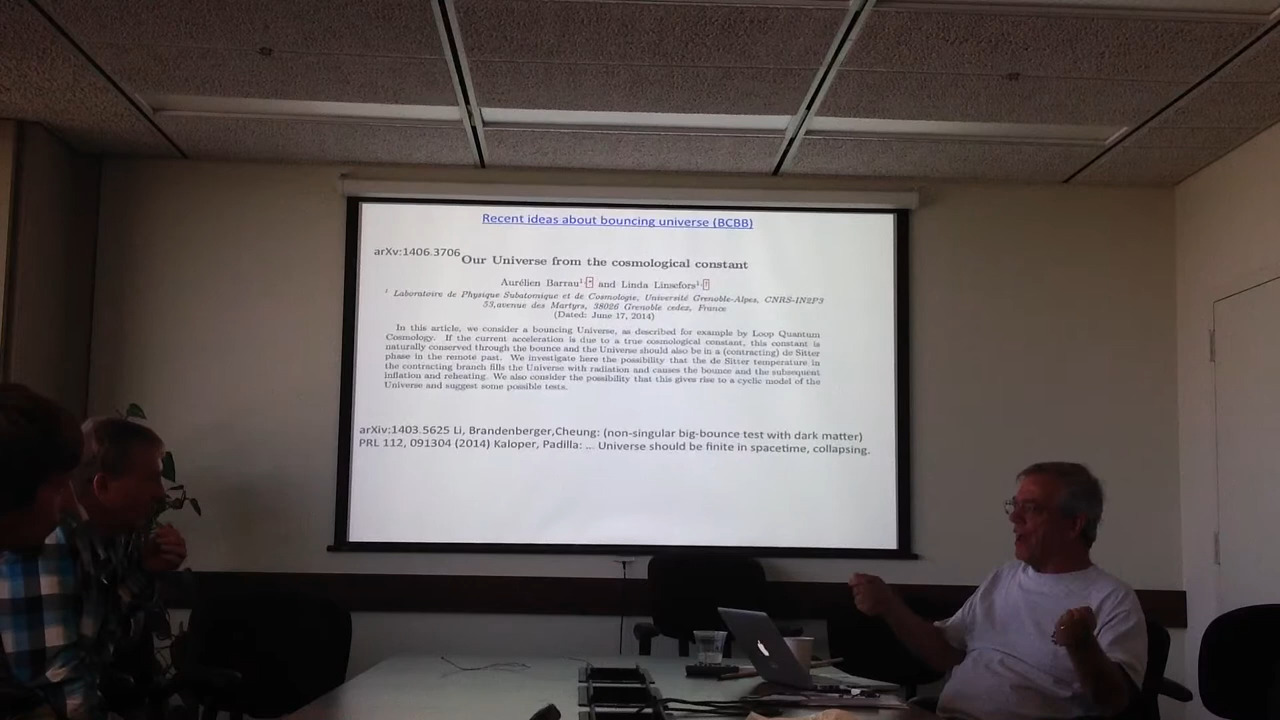 Recent ideas about bouncing universe (BCBB)
arXv:1406.3706
Our Universe from the cosmological constant
Aurélien Barrau¹,* and Linda Linsefors¹,†
¹ Laboratoire de Physique Subatomique et de Cosmologie, Université Grenoble-Alpes, CNRS-IN2P3
53,avenue des Martyrs, 38026 Grenoble cedex, France
(Dated: June 17, 2014)
In this article, we consider a bouncing Universe, as described for example by Loop Quantum
Cosmology. If the current acceleration is due to a true cosmological constant, this constant is
naturally conserved through the bounce and the Universe should also be in a (contracting) de Sitter
phase in the remote past. We investigate here the possibility that the de Sitter temperature in
the contracting branch fills the Universe with radiation and causes the bounce and the subsequent
inflation and reheating. We also consider the possibility that this gives rise to a cyclic model of the
Universe and suggest some possible tests.
arXiv:1403.5625 Li, Brandenberger,Cheung: (non-singular big-bounce test with dark matter)
PRL 112, 091304 (2014) Kaloper, Padilla: ... Universe should be finite in spacetime, collapsing.